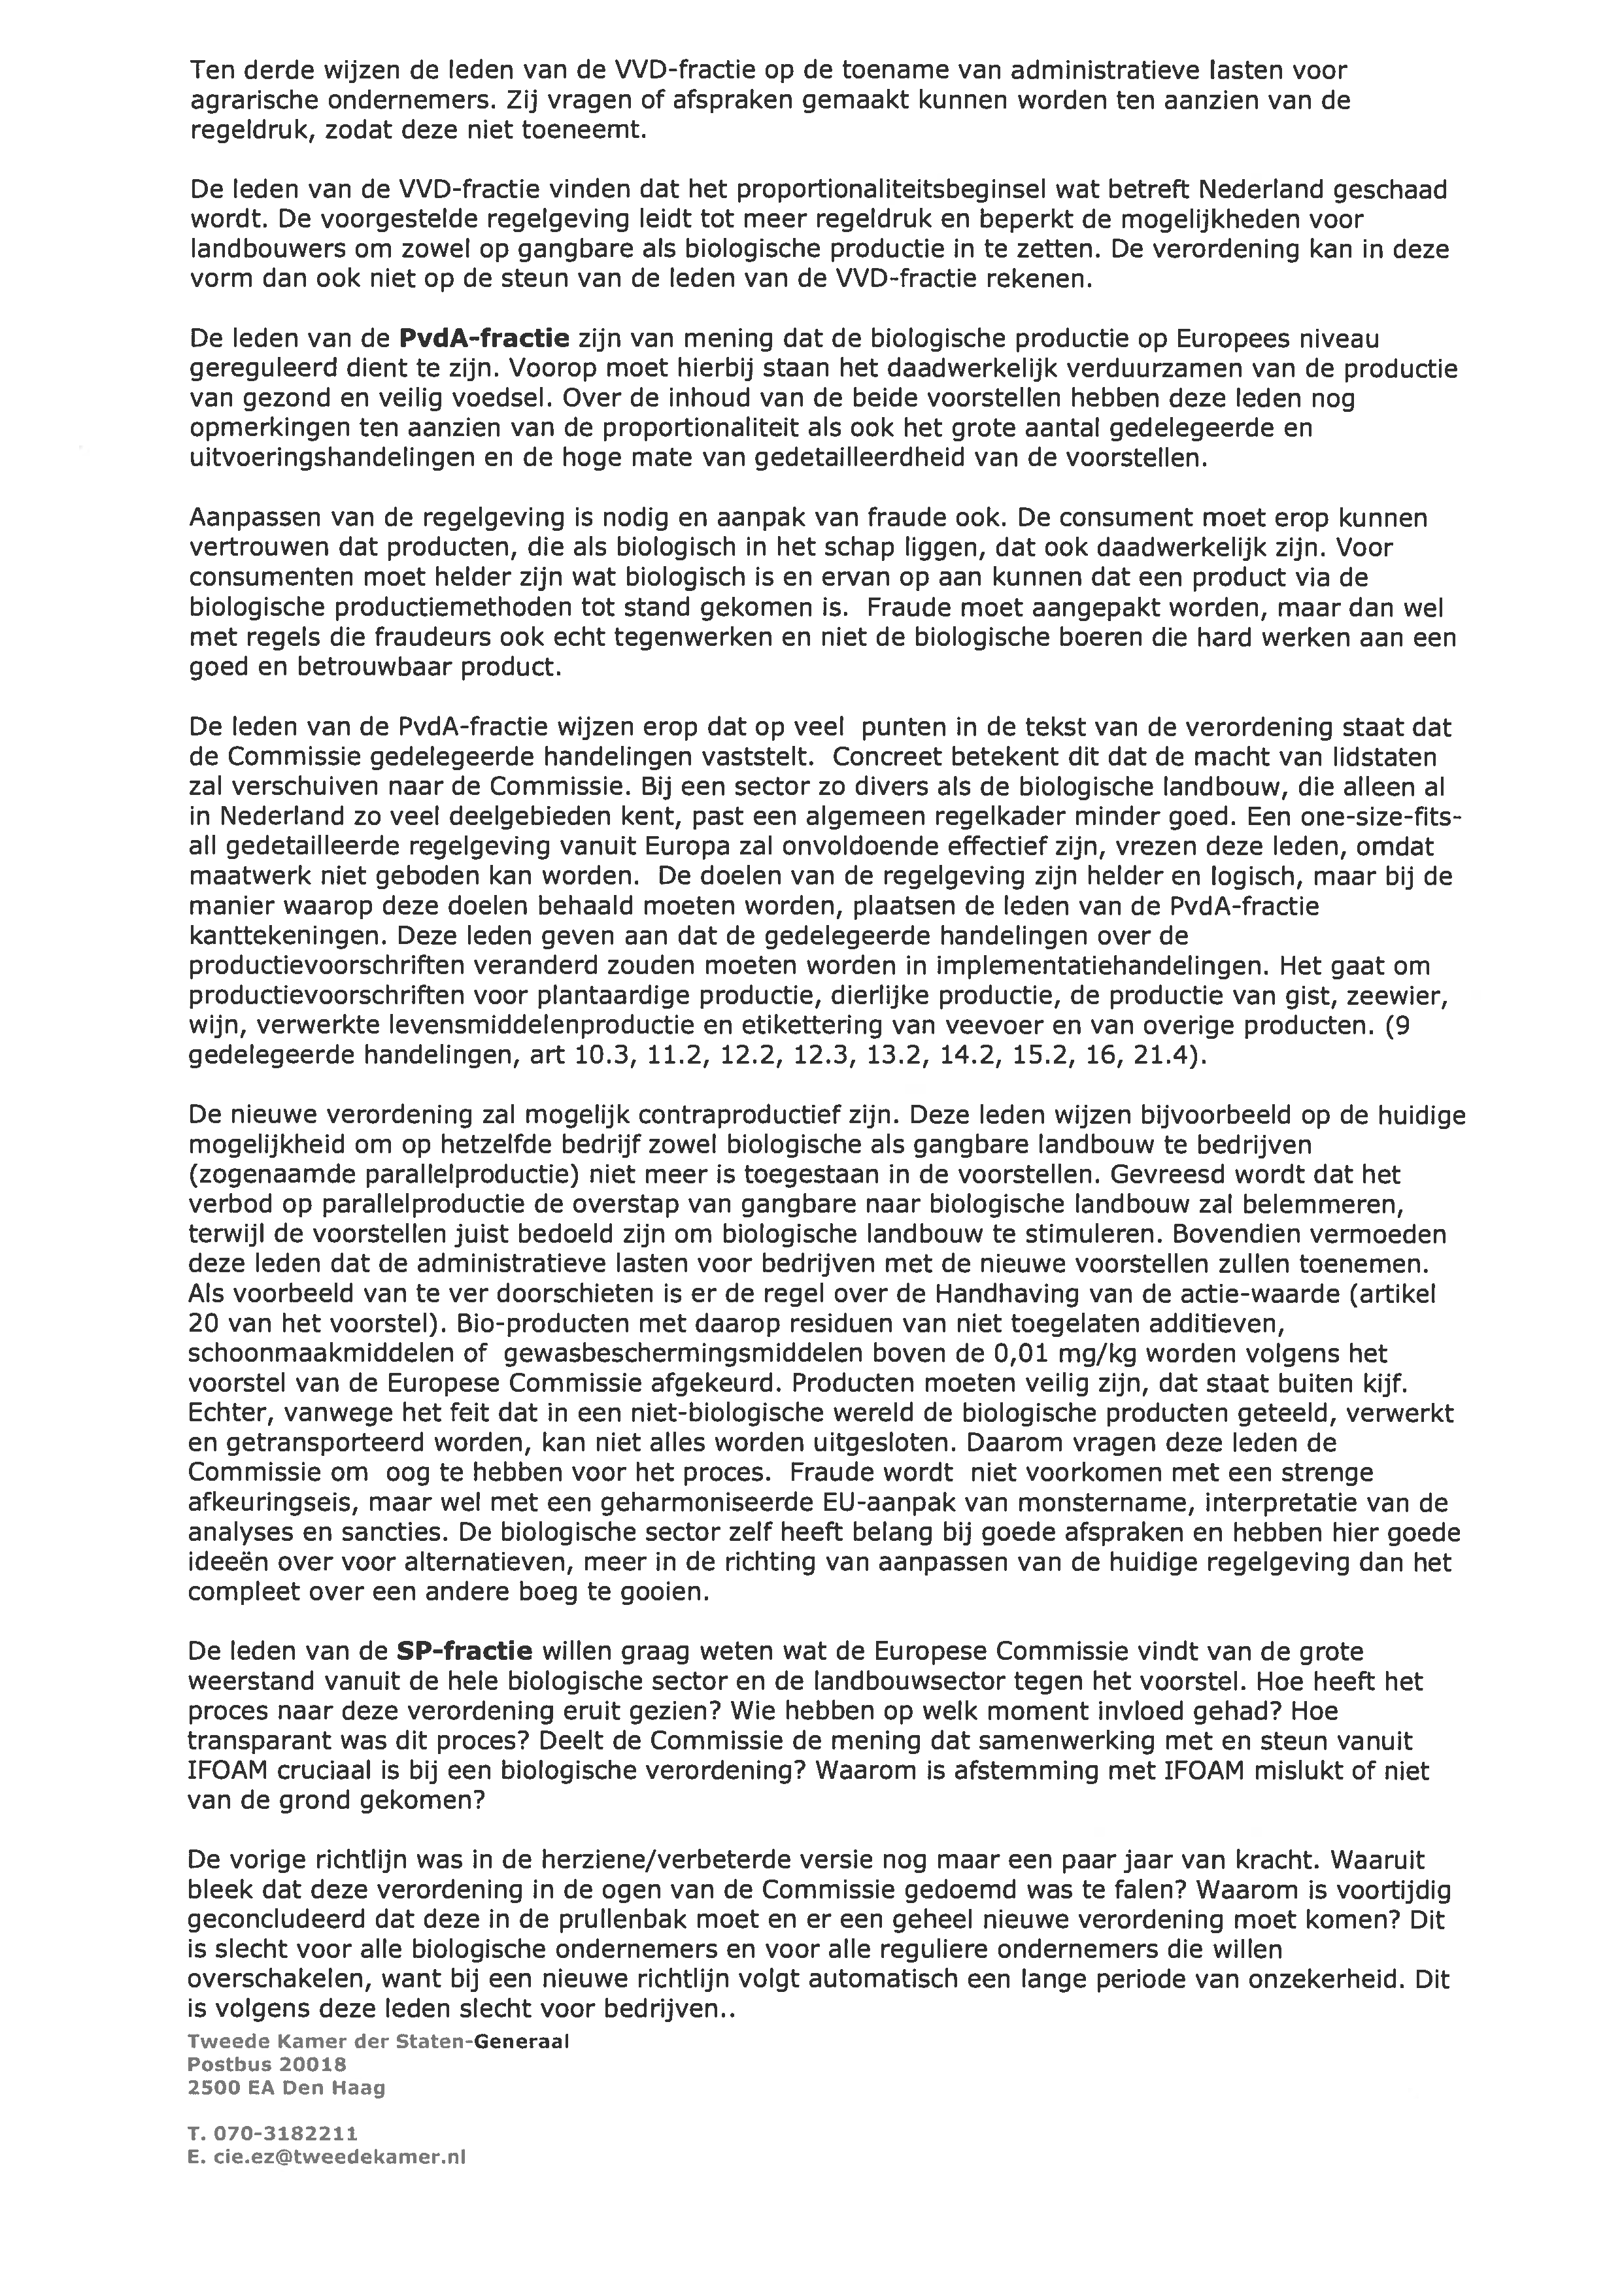 Ten derde wijzen de leden van de VVD-fractie op de toename van administratieve lasten voor
agrarische ondernemers. Zij vragen of afspraken gemaakt kunnen worden ten aanzien van de
regeldruk, zodat deze niet toeneemt.
De leden van de VVD-fractie vinden dat het proportionaliteitsbeginsel wat betreft Nederland geschaad
wordt. De voorgestelde regelgeving leidt tot meer regeldruk en beperkt de mogelijkheden voor
landbouwers om zowel op gangbare als biologische productie in te zetten. De verordening kan in deze
vorm dan ook niet op de steun van de leden van de VVD-fractie rekenen.
De leden van de PvdA-fractie zijn van mening dat de biologische productie op Europees niveau
gereguleerd dient te zijn. Voorop moet hierbij staan het daadwerkelijk verduurzamen van de productie
van gezond en veilig voedsel. Over de inhoud van de beide voorstellen hebben deze leden nog
opmerkingen ten aanzien van de proportionaliteit als ook het grote aantal gedelegeerde en
uitvoeringshandelingen en de hoge mate van gedetailleerdheid van de voorstellen.
Aanpassen van de regelgeving is nodig en aanpak van fraude ook. De consument moet erop kunnen
vertrouwen dat producten, die als biologisch in het schap liggen, dat ook daadwerkelijk zijn. Voor
consumenten moet helder zijn wat biologisch is en ervan op aan kunnen dat een product via de
biologische productiemethoden tot stand gekomen is.  Fraude moet aangepakt worden, maar dan wel
met regels die fraudeurs ook echt tegenwerken en niet de biologische boeren die hard werken aan een
goed en betrouwbaar product.
De leden van de PvdA-fractie wijzen erop dat op veel  punten in de tekst van de verordening staat dat
de Commissie gedelegeerde handelingen vaststelt.  Concreet betekent dit dat de macht van lidstaten
zal verschuiven naar de Commissie. Bij een sector zo divers als de biologische landbouw, die alleen al
in Nederland zo veel deelgebieden kent, past een algemeen regelkader minder goed. Een one-size-fits-
all gedetailleerde regelgeving vanuit Europa zal onvoldoende effectief zijn, vrezen deze leden, omdat
maatwerk niet geboden kan worden.  De doelen van de regelgeving zijn helder en logisch, maar bij de
manier waarop deze doelen behaald moeten worden, plaatsen de leden van de PvdA-fractie
kanttekeningen. Deze leden geven aan dat de gedelegeerde handelingen over de
productievoorschriften veranderd zouden moeten worden in implementatiehandelingen. Het gaat om
productievoorschriften voor plantaardige productie, dierlijke productie, de productie van gist, zeewier,
wijn, verwerkte levensmiddelenproductie en etikettering van veevoer en van overige producten. (9
gedelegeerde handelingen, art 10.3, 11.2, 12.2, 12.3, 13.2, 14.2, 15.2, 16, 21.4).
De nieuwe verordening zal mogelijk contraproductief zijn. Deze leden wijzen bijvoorbeeld op de huidige
mogelijkheid om op hetzelfde bedrijf zowel biologische als gangbare landbouw te bedrijven
(zogenaamde parallelproductie) niet meer is toegestaan in de voorstellen. Gevreesd wordt dat het
verbod op parallelproductie de overstap van gangbare naar biologische landbouw zal belemmeren,
terwijl de voorstellen juist bedoeld zijn om biologische landbouw te stimuleren. Bovendien vermoeden
deze leden dat de administratieve lasten voor bedrijven met de nieuwe voorstellen zullen toenemen.
Als voorbeeld van te ver doorschieten is er de regel over de Handhaving van de actie-waarde (artikel
20 van het voorstel). Bio-producten met daarop residuen van niet toegelaten additieven,
schoonmaakmiddelen of  gewasbeschermingsmiddelen boven de 0,01 mg/kg worden volgens het
voorstel van de Europese Commissie afgekeurd. Producten moeten veilig zijn, dat staat buiten kijf.
Echter, vanwege het feit dat in een niet-biologische wereld de biologische producten geteeld, verwerkt
en getransporteerd worden, kan niet alles worden uitgesloten. Daarom vragen deze leden de
Commissie om  oog te hebben voor het proces.  Fraude wordt  niet voorkomen met een strenge
afkeuringseis, maar wel met een geharmoniseerde EU-aanpak van monstername, interpretatie van de
analyses en sancties. De biologische sector zelf heeft belang bij goede afspraken en hebben hier goede
ideeën over voor alternatieven, meer in de richting van aanpassen van de huidige regelgeving dan het
compleet over een andere boeg te gooien.
De leden van de SP-fractie willen graag weten wat de Europese Commissie vindt van de grote
weerstand vanuit de hele biologische sector en de landbouwsector tegen het voorstel. Hoe heeft het
proces naar deze verordening eruit gezien? Wie hebben op welk moment invloed gehad? Hoe
transparant was dit proces? Deelt de Commissie de mening dat samenwerking met en steun vanuit
IFOAM cruciaal is bij een biologische verordening? Waarom is afstemming met IFOAM mislukt of niet
van de grond gekomen?
De vorige richtlijn was in de herziene/verbeterde versie nog maar een paar jaar van kracht. Waaruit
bleek dat deze verordening in de ogen van de Commissie gedoemd was te falen? Waarom is voortijdig
geconcludeerd dat deze in de prullenbak moet en er een geheel nieuwe verordening moet komen? Dit
is slecht voor alle biologische ondernemers en voor alle reguliere ondernemers die willen
overschakelen, want bij een nieuwe richtlijn volgt automatisch een lange periode van onzekerheid. Dit
is volgens deze leden slecht voor bedrijven..
Tweede Kamer der Staten-Generaal
Postbus 20018
2500 EA Den Haag
T. 070-3182211
E. cie.ez@tweedekamer.nl